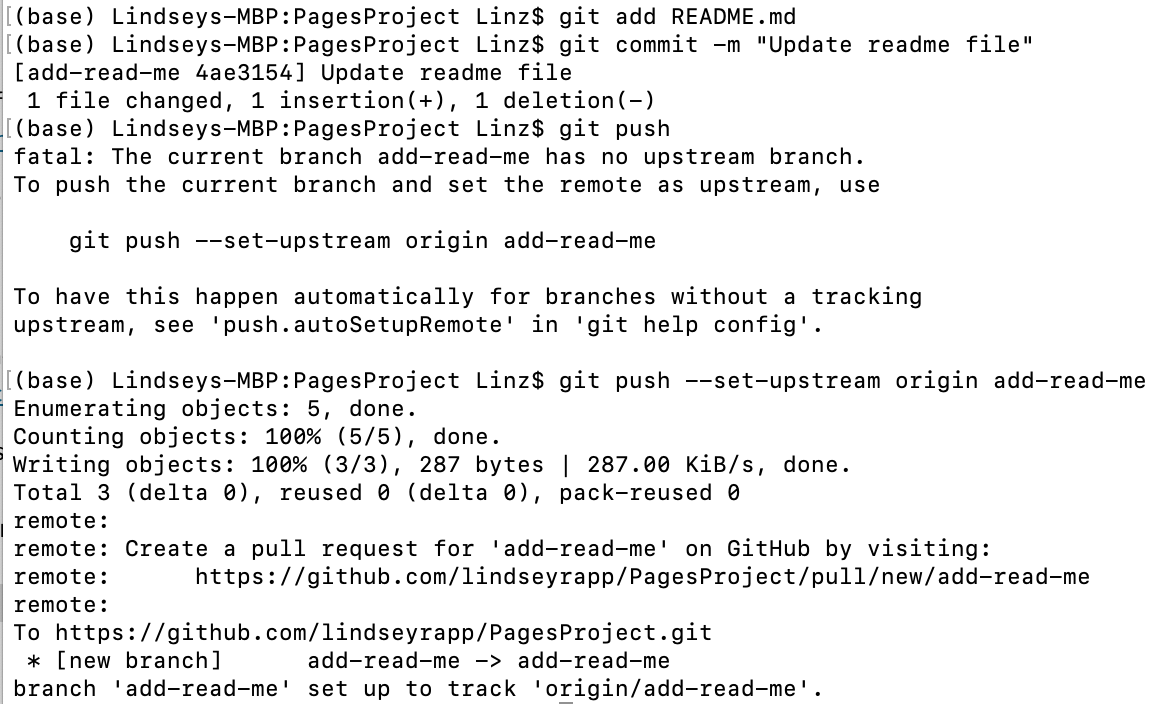 [(base) Lindseys-MBP:PagesProject Linz$ git add README.md
[(base) Lindseys-MBP:PagesProject Linz$ git commit -m "Update readme file"
[add-read-me 4ae3154] Update readme file
 1 file changed, 1 insertion(+), 1 deletion(-)
[(base) Lindseys-MBP:PagesProject Linz$ git push
fatal: The current branch add-read-me has no upstream branch.
To push the current branch and set the remote as upstream, use

    git push --set-upstream origin add-read-me

To have this happen automatically for branches without a tracking
upstream, see 'push.autoSetupRemote' in 'git help config'.

[(base) Lindseys-MBP:PagesProject Linz$ git push --set-upstream origin add-read-me
Enumerating objects: 5, done.
Counting objects: 100% (5/5), done.
Writing objects: 100% (3/3), 287 bytes | 287.00 KiB/s, done.
Total 3 (delta 0), reused 0 (delta 0), pack-reused 0
remote:
remote: Create a pull request for 'add-read-me' on GitHub by visiting:
remote:      https://github.com/lindseyrapp/PagesProject/pull/new/add-read-me
remote:
To https://github.com/lindseyrapp/PagesProject.git
 * [new branch]      add-read-me -> add-read-me
branch 'add-read-me' set up to track 'origin/add-read-me'.